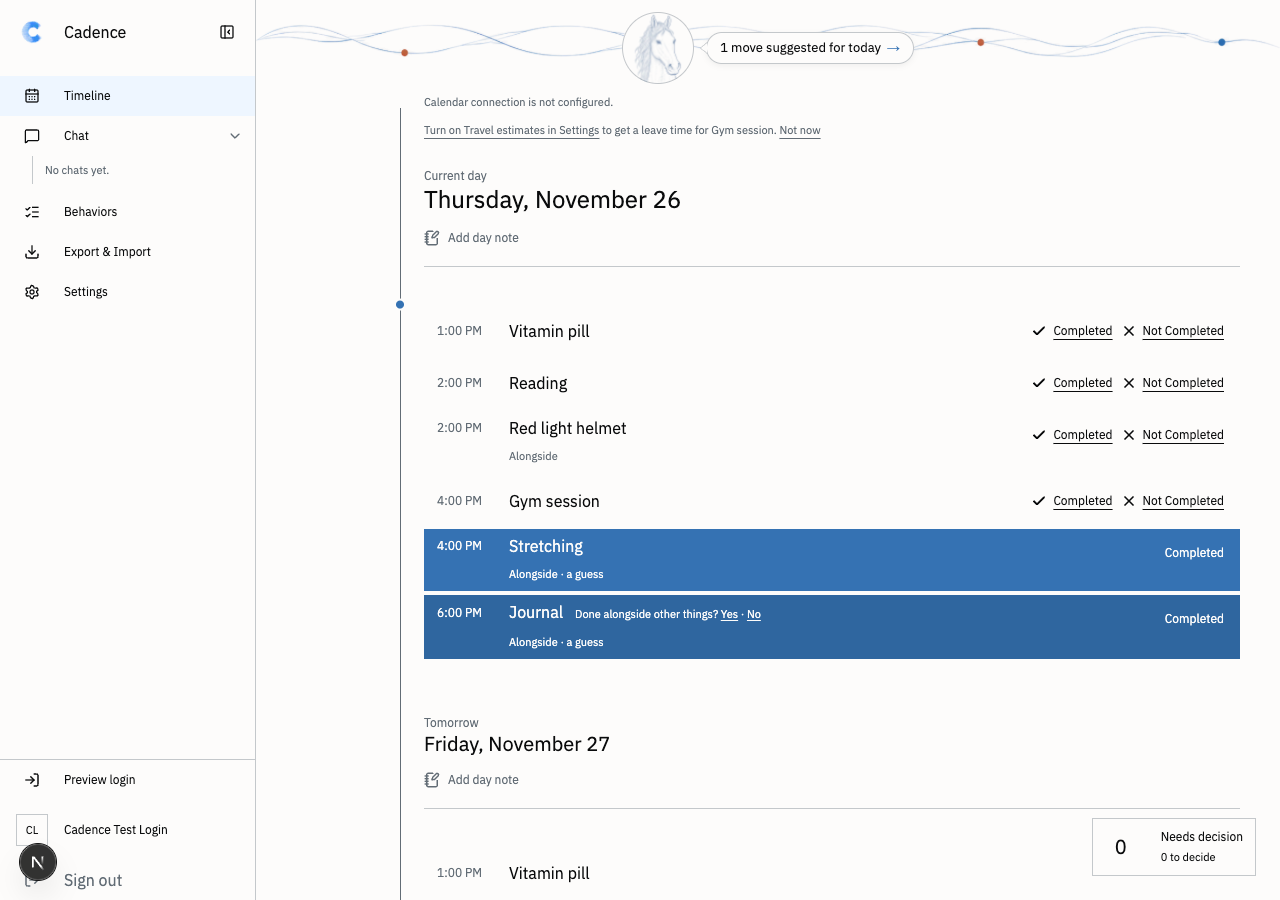 Cadence
1 move suggested for today →
Timeline
Chat
No chats yet.
Behaviors
Export & Import
Settings
Calendar connection is not configured.
Turn on Travel estimates in Settings to get a leave time for Gym session. Not now
Current day
Thursday, November 26
Add day note
1:00 PM Vitamin pill Completed Not Completed
2:00 PM Reading Completed Not Completed
2:00 PM Red light helmet Completed Not Completed
Alongside
4:00 PM Gym session Completed Not Completed
4:00 PM Stretching Completed
Alongside · a guess
6:00 PM Journal Done alongside other things? Yes · No Completed
Alongside · a guess
Tomorrow
Friday, November 27
Add day note
1:00 PM Vitamin pill
0 Needs decision
0 to decide
Preview login
CL Cadence Test Login
N
Sign out